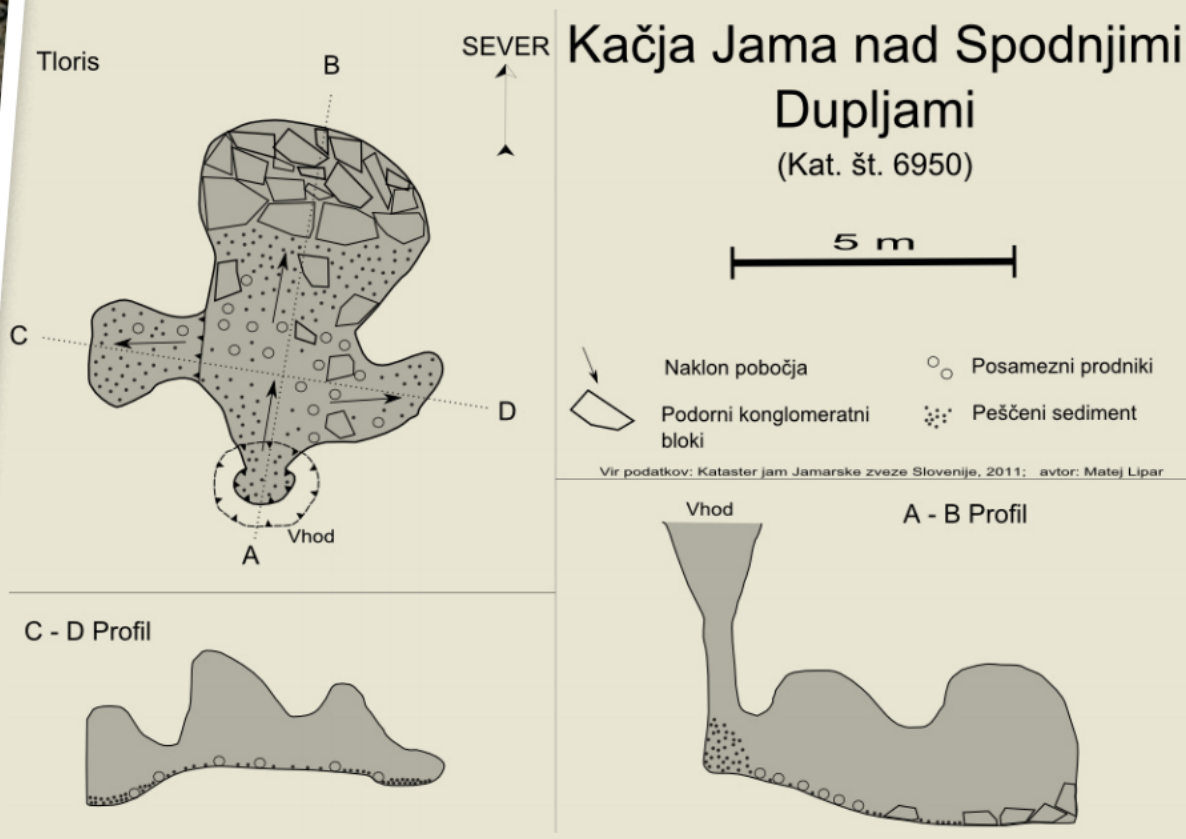 Tloris
B
SEVER
C
D
Vhod
A
Kačja Jama nad Spodnjimi
Dupljami
(Kat. št. 6950)
5 m
Naklon pobočja
Posamezni prodniki
Podorni konglomeratni
bloki
Peščeni sediment
Vir podatkov: Kataster jam Jamarske zveze Slovenije, 2011; avtor: Matej Lipar
C - D Profil
Vhod
A - B Profil